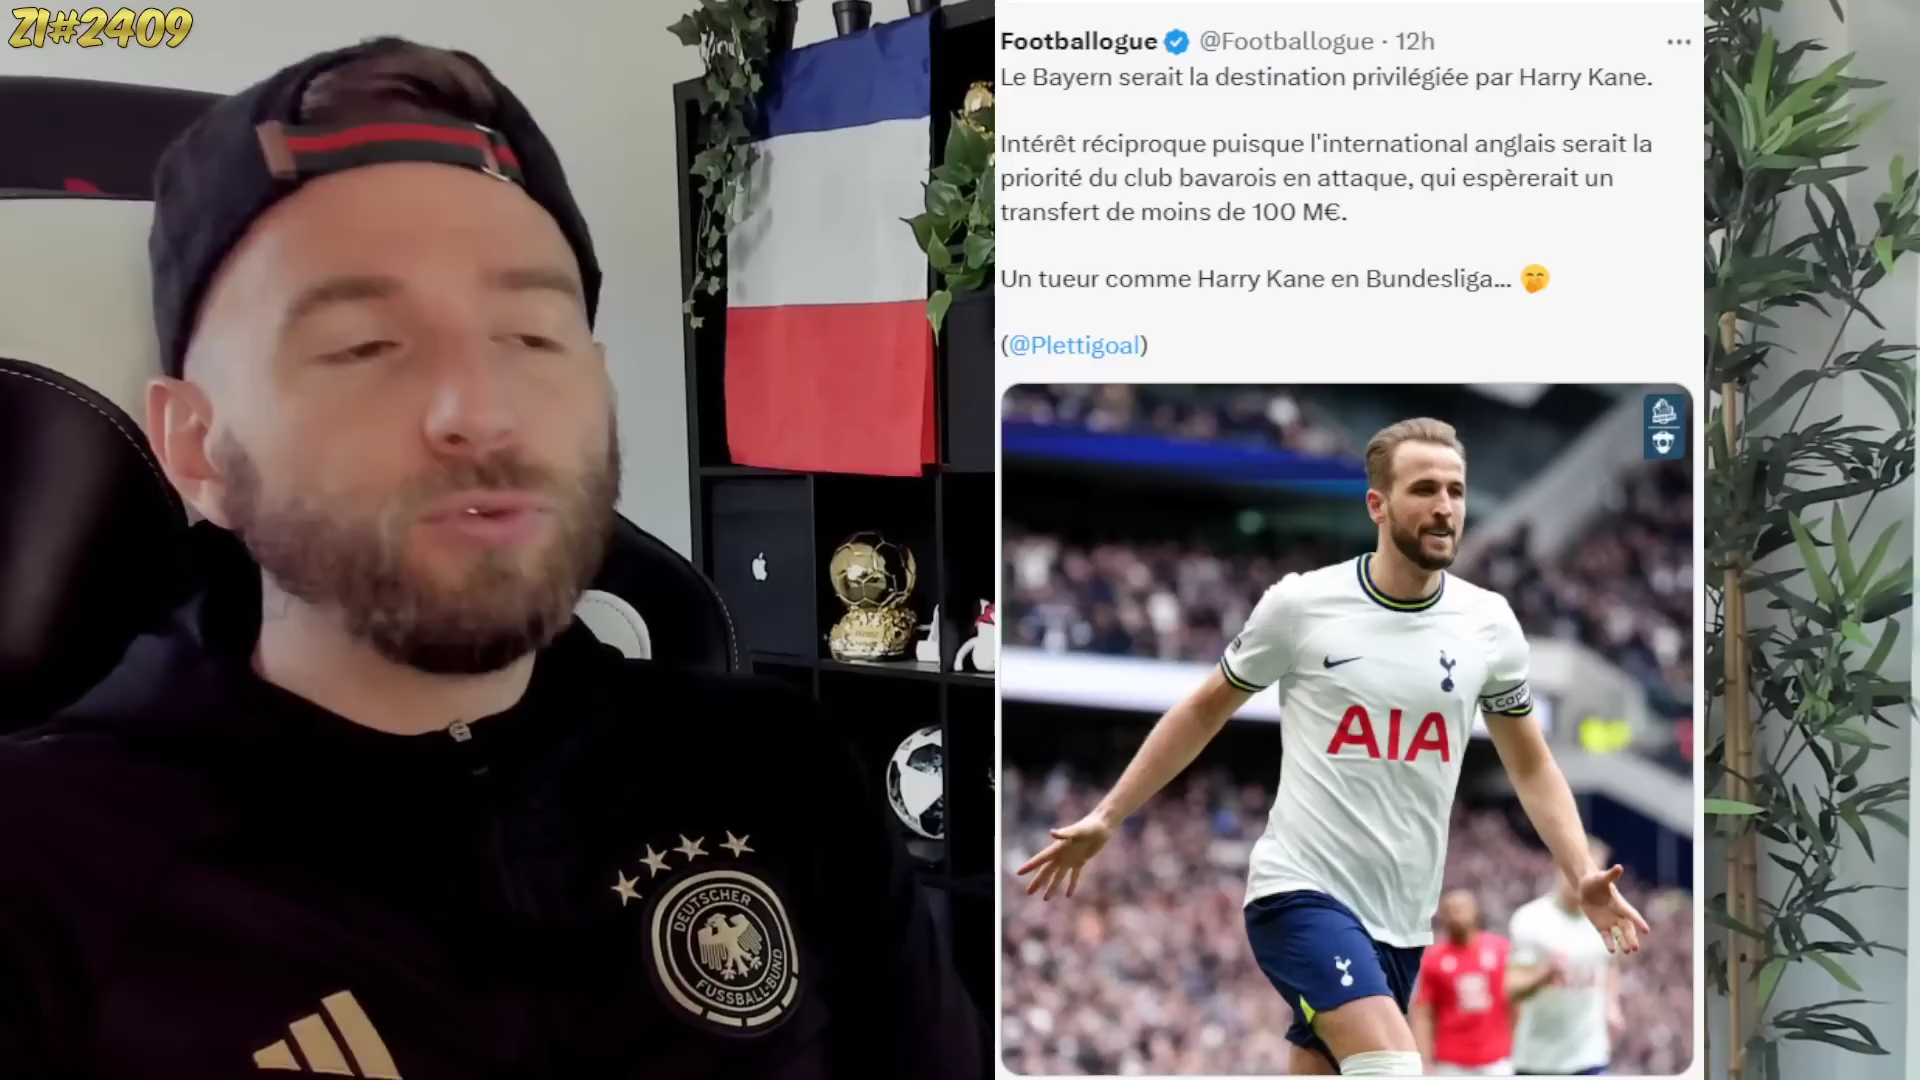 ZI#2409
Footballogue @Footballogue · 12h
Le Bayern serait la destination privilégiée par Harry Kane.
Intérêt réciproque puisque l'international anglais serait la
priorité du club bavarois en attaque, qui espèrerait un
transfert de moins de 100 M€.
Un tueur comme Harry Kane en Bundesliga... 🤭
(@Plettigoal)
AIA
DEUTSCHER
FUSSBALL-BUND